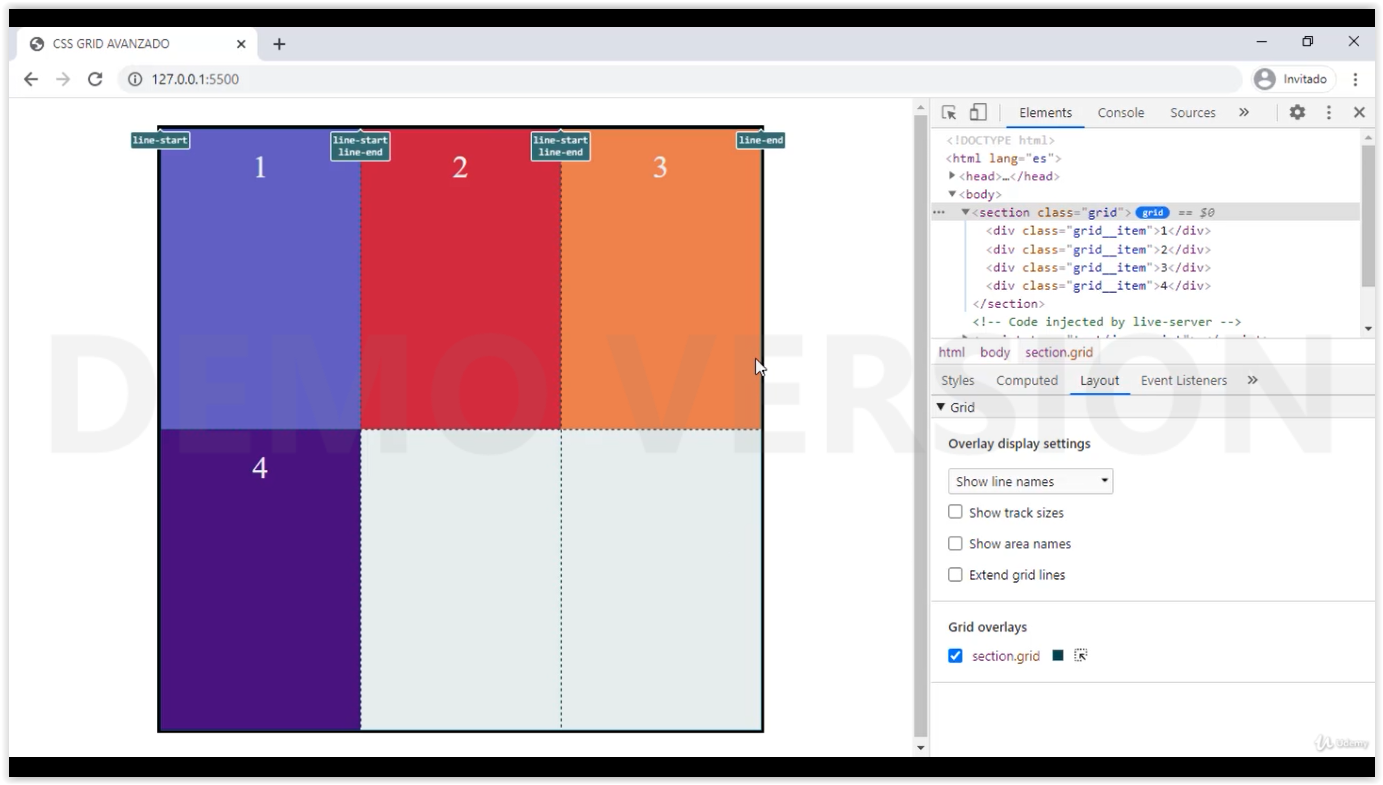 CSS GRID AVANZADO
127.0.0.1:5500
Invitado
line-start
line-start
line-end
line-start
line-end
line-end
1
2
3
4
Elements Console Sources
<!DOCTYPE html>
<html lang="es">
<head>…</head>
<body>
<section class="grid"> grid == $0
<div class="grid__item">1</div>
<div class="grid__item">2</div>
<div class="grid__item">3</div>
<div class="grid__item">4</div>
</section>
<!-- Code injected by live-server -->
html body section.grid
Styles Computed Layout Event Listeners
Grid
Overlay display settings
Show line names
Show track sizes
Show area names
Extend grid lines
Grid overlays
section.grid
DEMO VERSION
Udemy